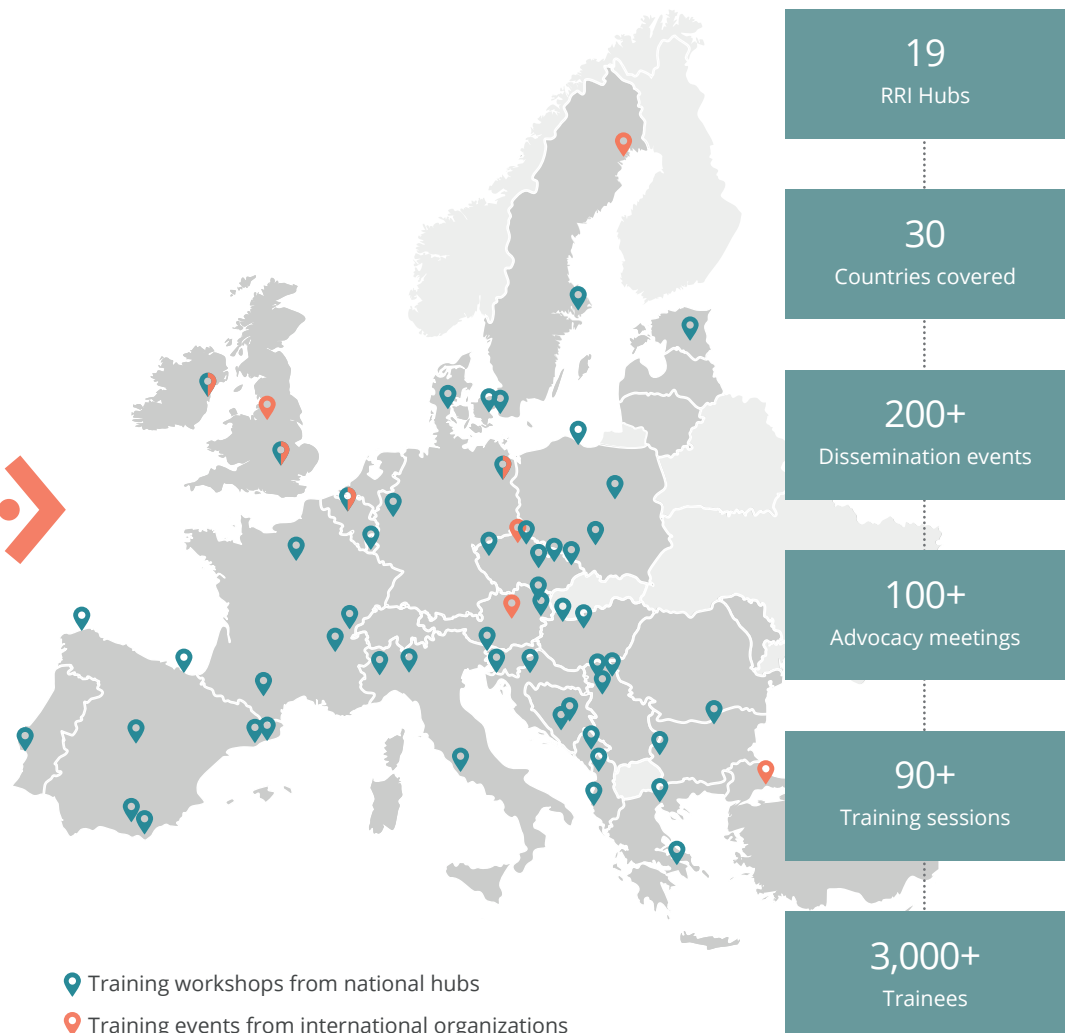 19
RRI Hubs
30
Countries covered
200+
Dissemination events
100+
Advocacy meetings
90+
Training sessions
3,000+
Trainees
Training workshops from national hubs
Training events from international organizations